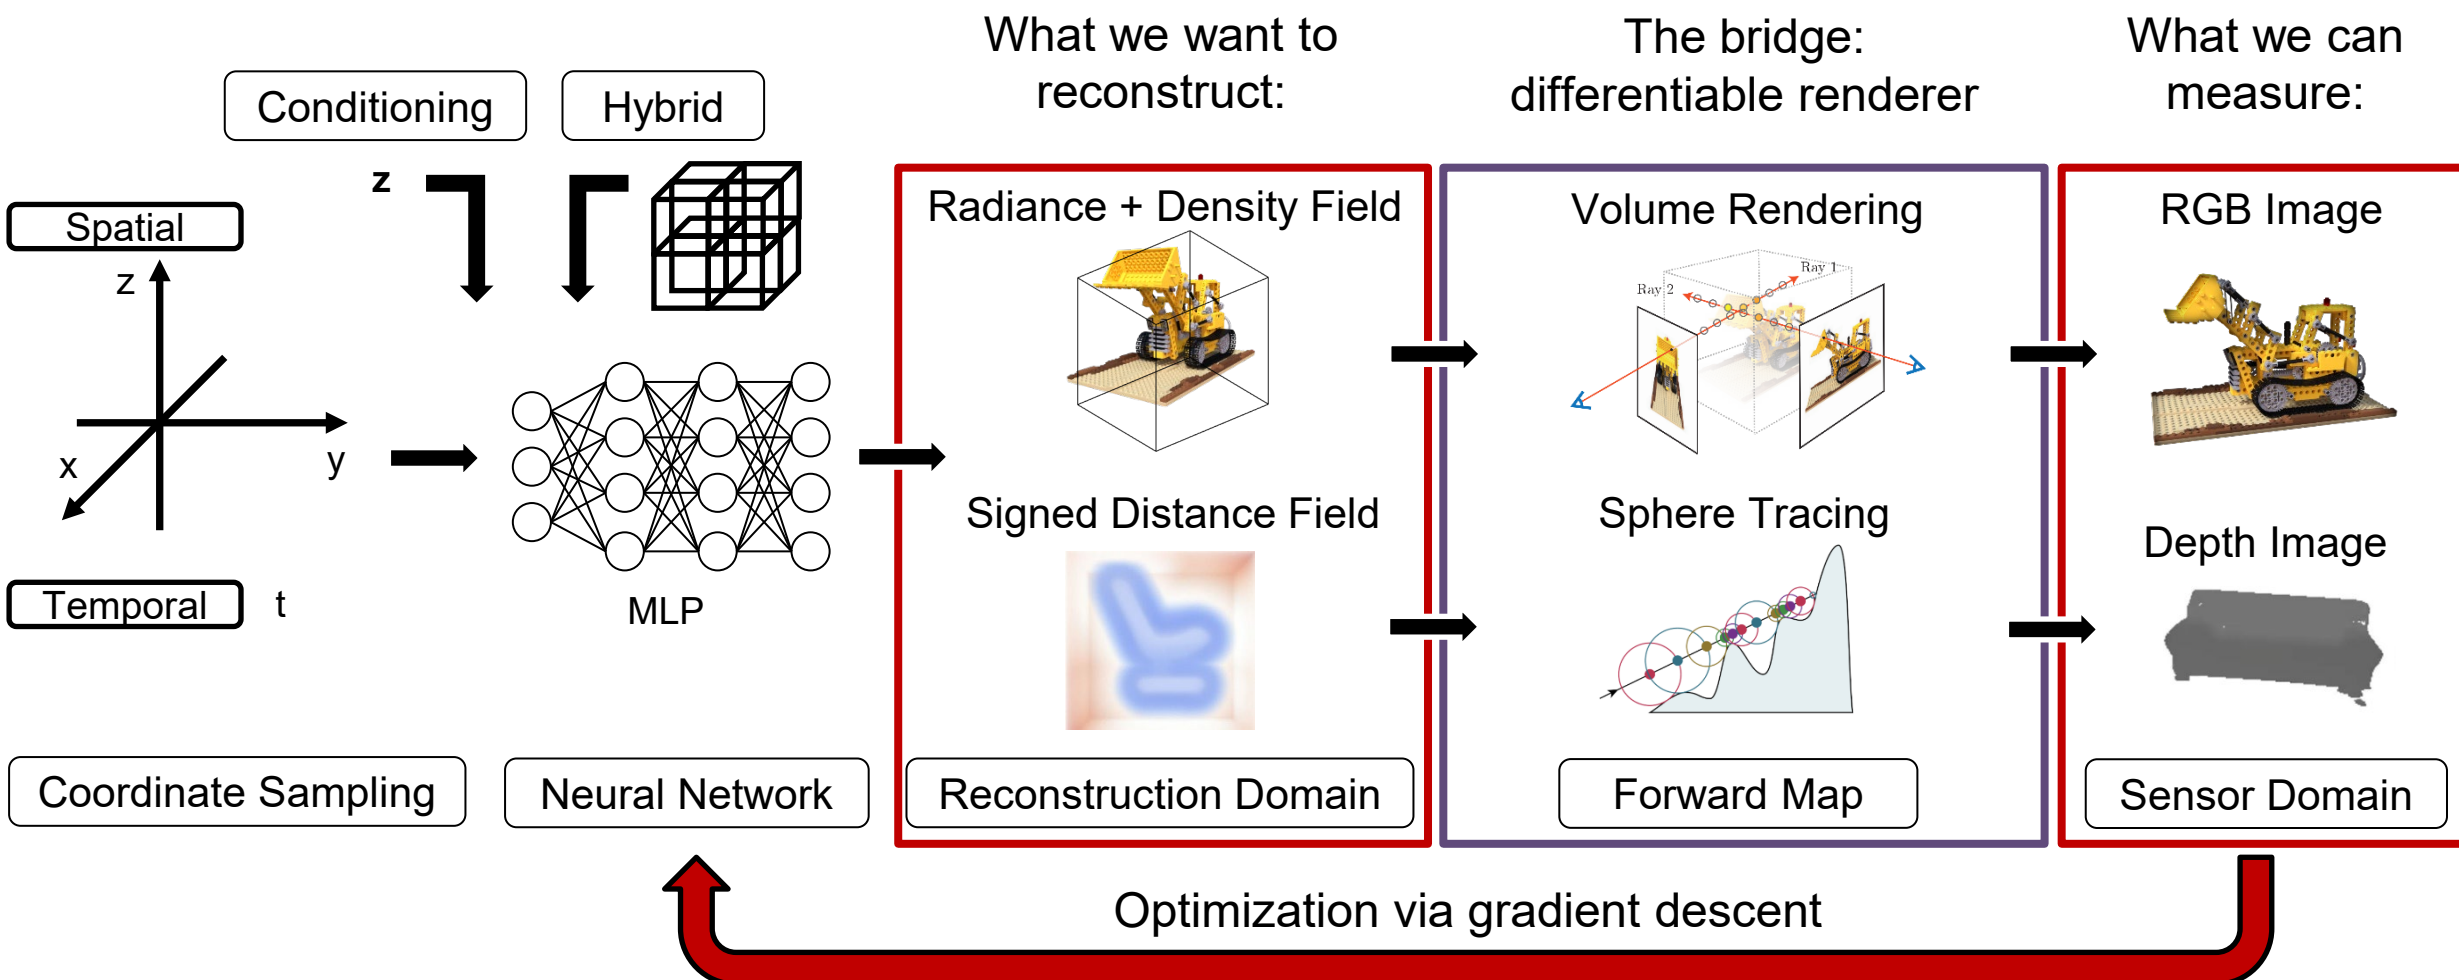 What we want to
reconstruct:
The bridge:
differentiable renderer
What we can
measure:
Conditioning
Hybrid
z
Spatial
z
x
y
Temporal
t
MLP
Radiance + Density Field
Signed Distance Field
Volume Rendering
Ray 1
Ray 2
Sphere Tracing
RGB Image
Depth Image
Coordinate Sampling
Neural Network
Reconstruction Domain
Forward Map
Sensor Domain
Optimization via gradient descent